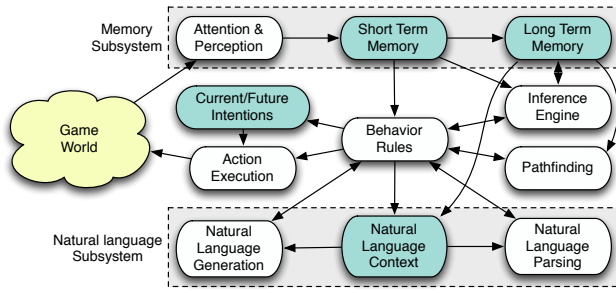 Memory
Subsystem
Attention &
Perception
Short Term
Memory
Long Term
Memory
Current/Future
Intentions
Inference
Engine
Game
World
Behavior
Rules
Action
Execution
Pathfinding
Natural language
Subsystem
Natural
Language
Generation
Natural
Language
Context
Natural
Language
Parsing